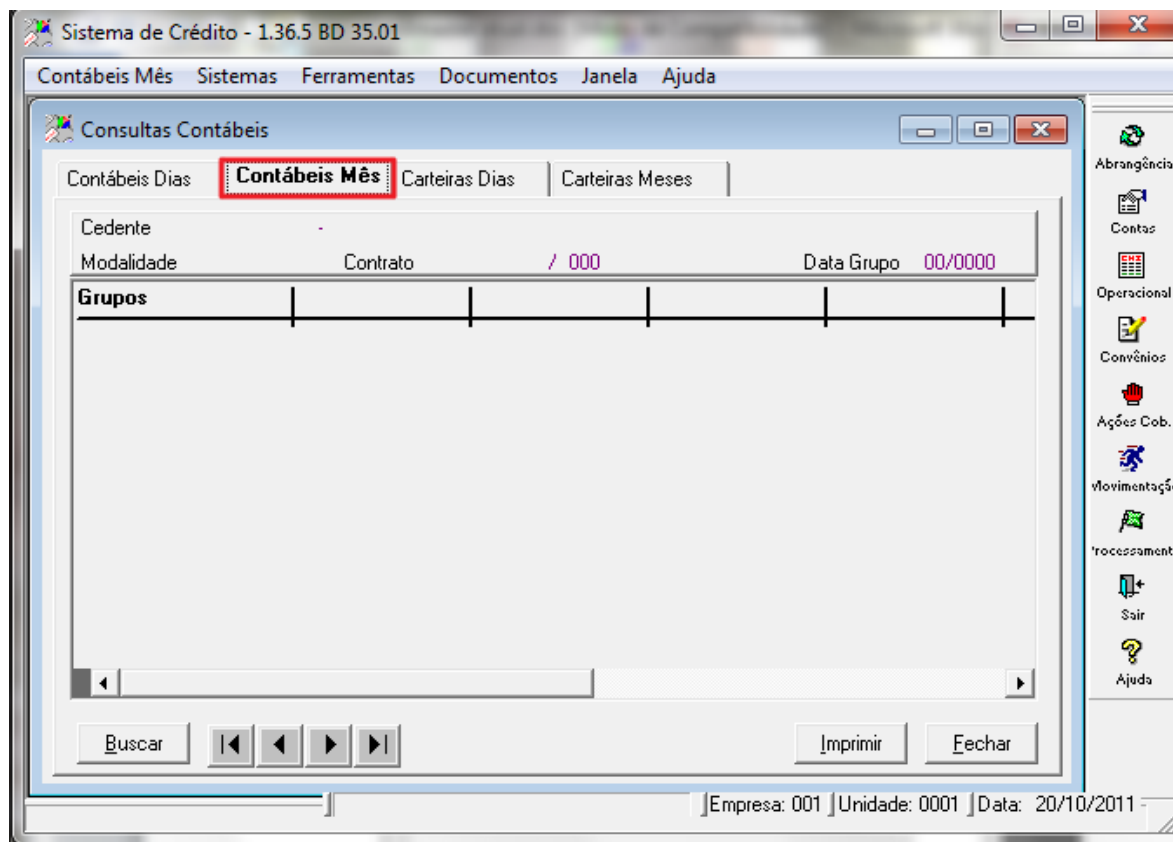 Sistema de Crédito - 1.36.5 BD 35.01
Contábeis Mês Sistemas Ferramentas Documentos Janela Ajuda
Consultas Contábeis
Contábeis Dias Contábeis Mês Carteiras Dias Carteiras Meses
Cedente -
Modalidade Contrato / 000 Data Grupo 00/0000
Grupos
Buscar Imprimir Fechar
Abrangência
Contas
Operacional
Convênios
Ações Cob.
Movimentaçã
rocessament
Sair
Ajuda
Empresa: 001 Unidade: 0001 Data: 20/10/2011